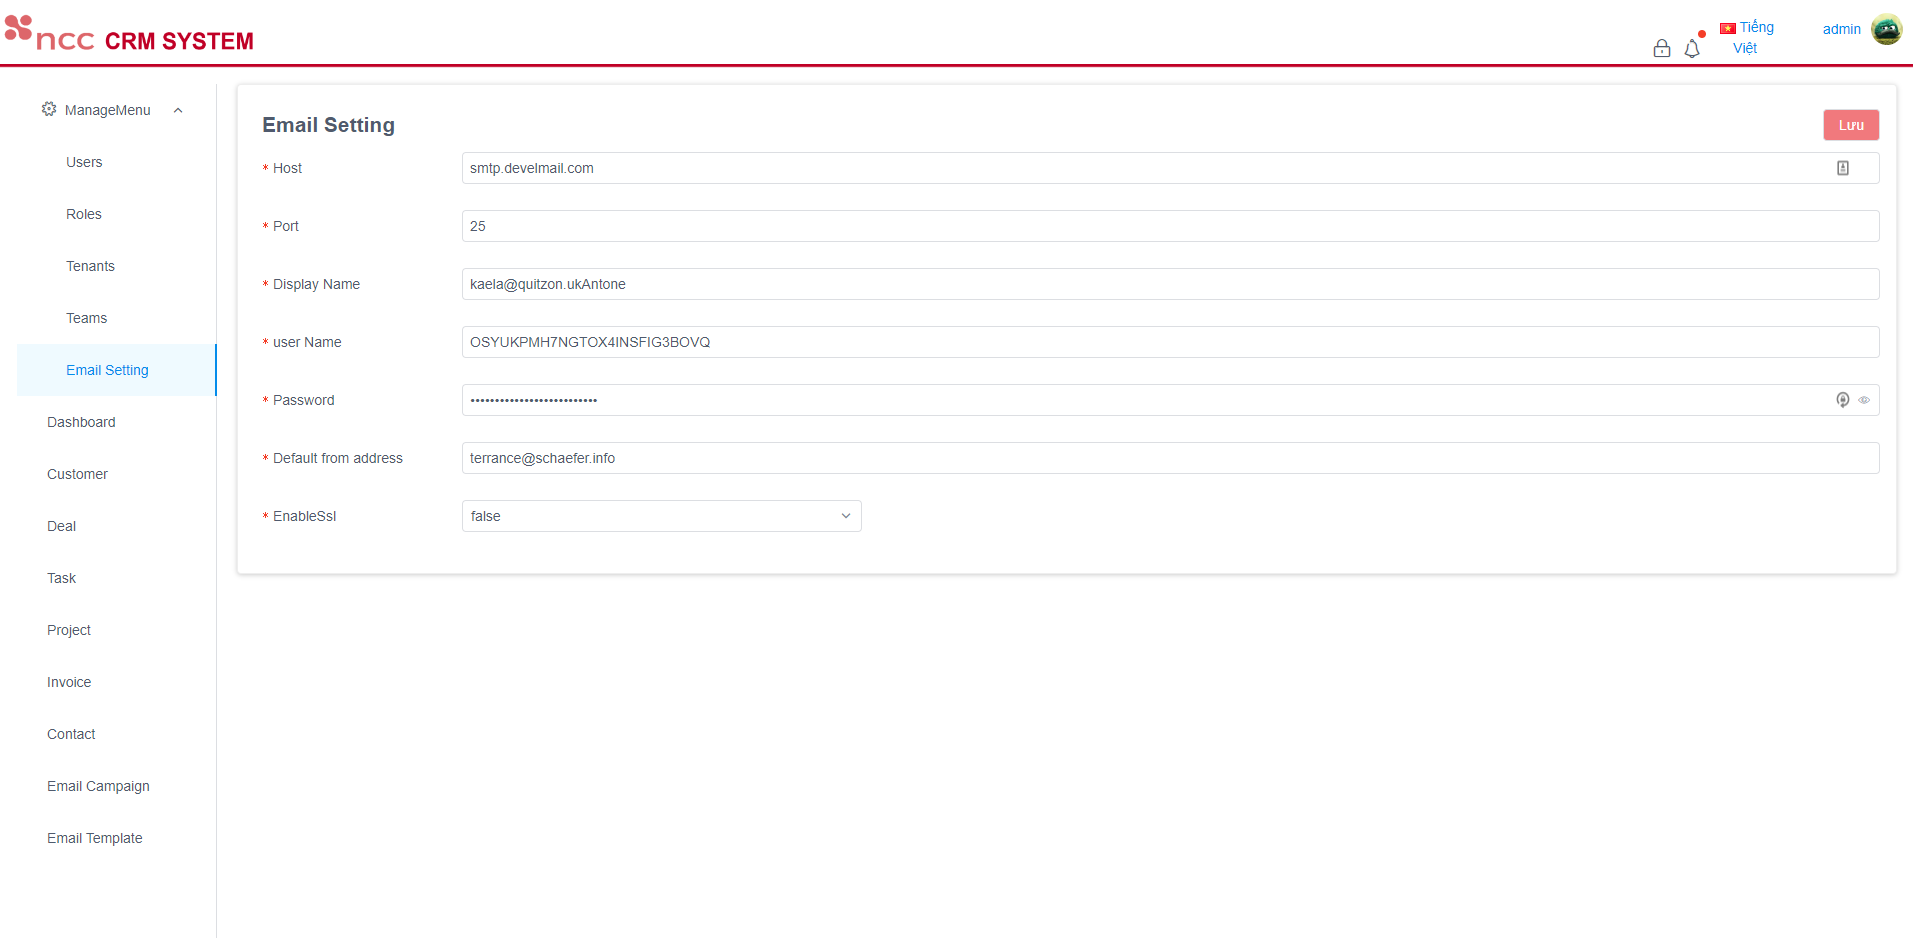 ncc CRM SYSTEM
Tiếng
Việt
admin
ManageMenu
Users
Roles
Tenants
Teams
Email Setting
Dashboard
Customer
Deal
Task
Project
Invoice
Contact
Email Campaign
Email Template
Email Setting
Lưu
* Host
smtp.develmail.com
* Port
25
* Display Name
kaela@quitzon.ukAntone
* user Name
OSYUKPMH7NGTOX4INSFIG3BOVQ
* Password
••••••••••••••••••••••••••
* Default from address
terrance@schaefer.info
* EnableSsl
false